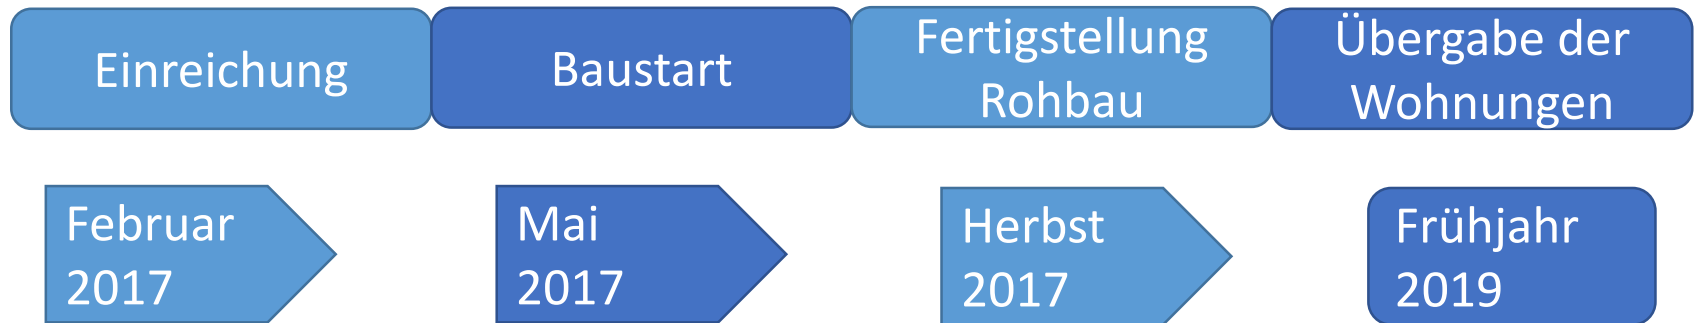 Einreichung
Baustart
Fertigstellung
Rohbau
Übergabe der
Wohnungen
Februar
2017
Mai
2017
Herbst
2017
Frühjahr
2019